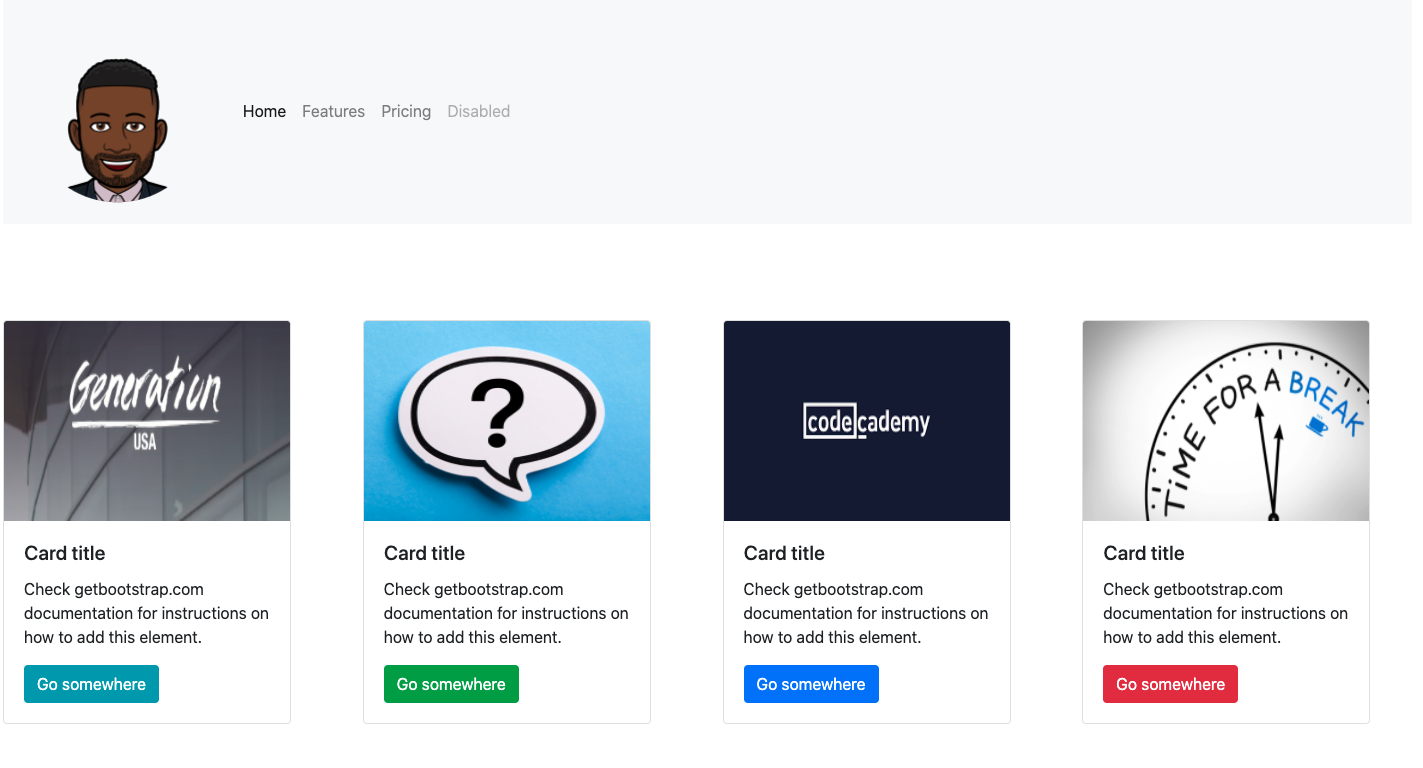 Home Features Pricing Disabled
Generation
USA
?
codecademy
TiME FOR A BREAK
Card title
Check getbootstrap.com
documentation for instructions on
how to add this element.
Go somewhere
Card title
Check getbootstrap.com
documentation for instructions on
how to add this element.
Go somewhere
Card title
Check getbootstrap.com
documentation for instructions on
how to add this element.
Go somewhere
Card title
Check getbootstrap.com
documentation for instructions on
how to add this element.
Go somewhere